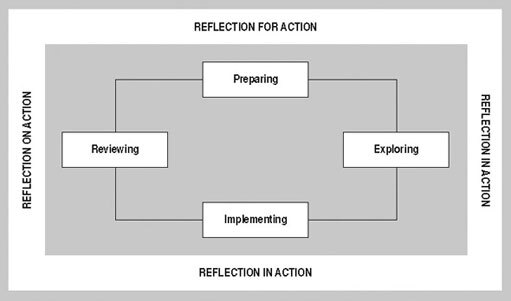 REFLECTION FOR ACTION
Preparing
REFLECTION ON ACTION
Reviewing
Exploring
REFLECTION IN ACTION
Implementing
REFLECTION IN ACTION